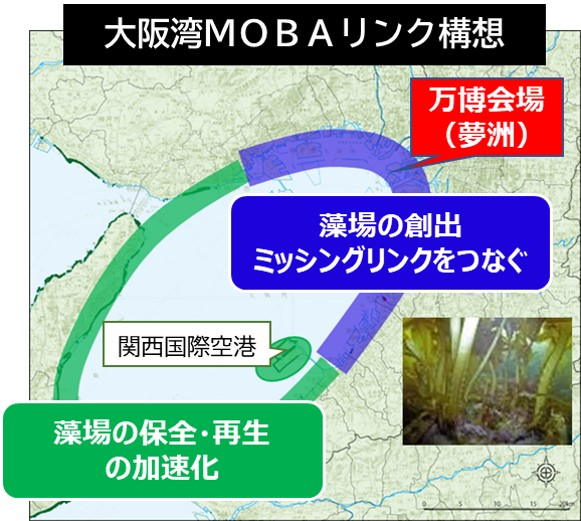 大阪湾ＭＯＢＡリンク構想
万博会場
（夢洲）
藻場の創出
ミッシングリンクをつなぐ
関西国際空港
藻場の保全･再生
の加速化